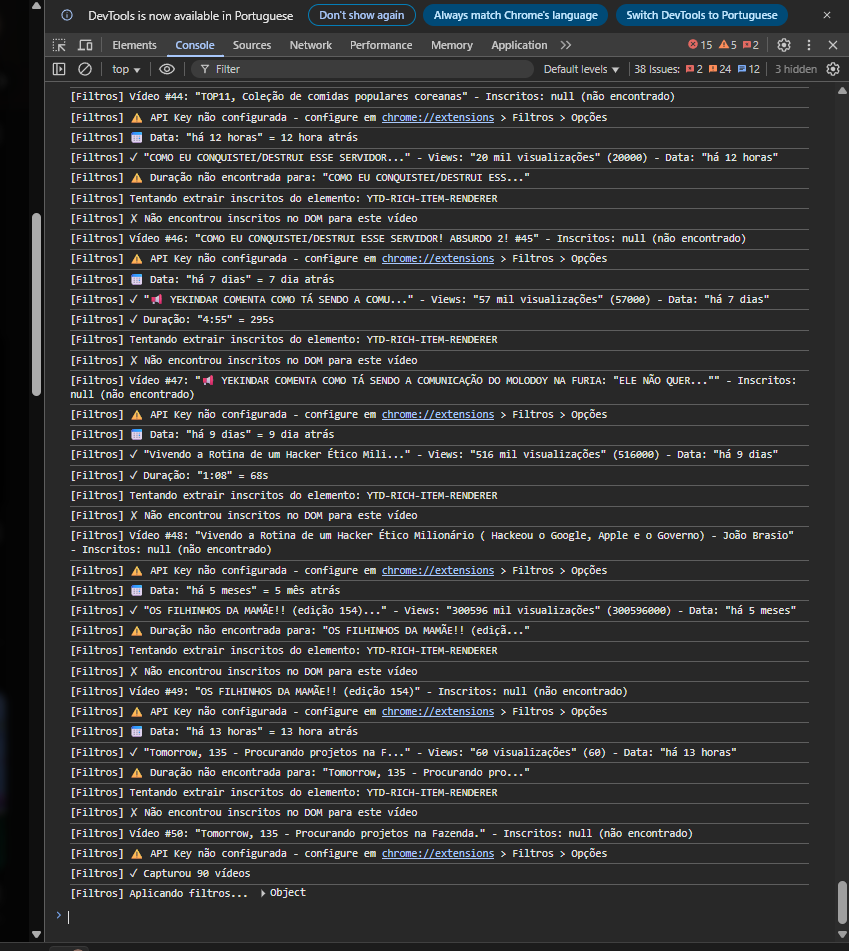 DevTools is now available in Portuguese Don't show again Always match Chrome's language Switch DevTools to Portuguese ×
Elements Console Sources Network Performance Memory Application >> 15 5 2
top Filter Default levels 38 Issues: 2 24 12 3 hidden
[Filtros] Vídeo #44: "TOP11, Coleção de comidas populares coreanas" - Inscritos: null (não encontrado)
[Filtros] ⚠️ API Key não configurada - configure em chrome://extensions > Filtros > Opções
[Filtros] 📅 Data: "há 12 horas" = 12 hora atrás
[Filtros] ✓ "COMO EU CONQUISTEI/DESTRUI ESSE SERVIDOR..." - Views: "20 mil visualizações" (20000) - Data: "há 12 horas"
[Filtros] ⚠️ Duração não encontrada para: "COMO EU CONQUISTEI/DESTRUI ESS..."
[Filtros] Tentando extrair inscritos do elemento: YTD-RICH-ITEM-RENDERER
[Filtros] ✗ Não encontrou inscritos no DOM para este vídeo
[Filtros] Vídeo #46: "COMO EU CONQUISTEI/DESTRUI ESSE SERVIDOR! ABSURDO 2! #45" - Inscritos: null (não encontrado)
[Filtros] ⚠️ API Key não configurada - configure em chrome://extensions > Filtros > Opções
[Filtros] 📅 Data: "há 7 dias" = 7 dia atrás
[Filtros] ✓ "📢 YEKINDAR COMENTA COMO TÁ SENDO A COMU..." - Views: "57 mil visualizações" (57000) - Data: "há 7 dias"
[Filtros] ✓ Duração: "4:55" = 295s
[Filtros] Tentando extrair inscritos do elemento: YTD-RICH-ITEM-RENDERER
[Filtros] ✗ Não encontrou inscritos no DOM para este vídeo
[Filtros] Vídeo #47: "📢 YEKINDAR COMENTA COMO TÁ SENDO A COMUNICAÇÃO DO MOLODOY NA FURIA: "ELE NÃO QUER..."" - Inscritos:
null (não encontrado)
[Filtros] ⚠️ API Key não configurada - configure em chrome://extensions > Filtros > Opções
[Filtros] 📅 Data: "há 9 dias" = 9 dia atrás
[Filtros] ✓ "Vivendo a Rotina de um Hacker Ético Mili..." - Views: "516 mil visualizações" (516000) - Data: "há 9 dias"
[Filtros] ✓ Duração: "1:08" = 68s
[Filtros] Tentando extrair inscritos do elemento: YTD-RICH-ITEM-RENDERER
[Filtros] ✗ Não encontrou inscritos no DOM para este vídeo
[Filtros] Vídeo #48: "Vivendo a Rotina de um Hacker Ético Milionário ( Hackeou o Google, Apple e o Governo) - João Brasio"
- Inscritos: null (não encontrado)
[Filtros] ⚠️ API Key não configurada - configure em chrome://extensions > Filtros > Opções
[Filtros] 📅 Data: "há 5 meses" = 5 mês atrás
[Filtros] ✓ "OS FILHINHOS DA MAMÃE!! (edição 154)..." - Views: "300596 mil visualizações" (300596000) - Data: "há 5 meses"
[Filtros] ⚠️ Duração não encontrada para: "OS FILHINHOS DA MAMÃE!! (ediçã..."
[Filtros] Tentando extrair inscritos do elemento: YTD-RICH-ITEM-RENDERER
[Filtros] ✗ Não encontrou inscritos no DOM para este vídeo
[Filtros] Vídeo #49: "OS FILHINHOS DA MAMÃE!! (edição 154)" - Inscritos: null (não encontrado)
[Filtros] ⚠️ API Key não configurada - configure em chrome://extensions > Filtros > Opções
[Filtros] 📅 Data: "há 13 horas" = 13 hora atrás
[Filtros] ✓ "Tomorrow, 135 - Procurando projetos na F..." - Views: "60 visualizações" (60) - Data: "há 13 horas"
[Filtros] ⚠️ Duração não encontrada para: "Tomorrow, 135 - Procurando pro..."
[Filtros] Tentando extrair inscritos do elemento: YTD-RICH-ITEM-RENDERER
[Filtros] ✗ Não encontrou inscritos no DOM para este vídeo
[Filtros] Vídeo #50: "Tomorrow, 135 - Procurando projetos na Fazenda." - Inscritos: null (não encontrado)
[Filtros] ⚠️ API Key não configurada - configure em chrome://extensions > Filtros > Opções
[Filtros] ✓ Capturou 90 vídeos
[Filtros] Aplicando filtros... ▶ Object
>